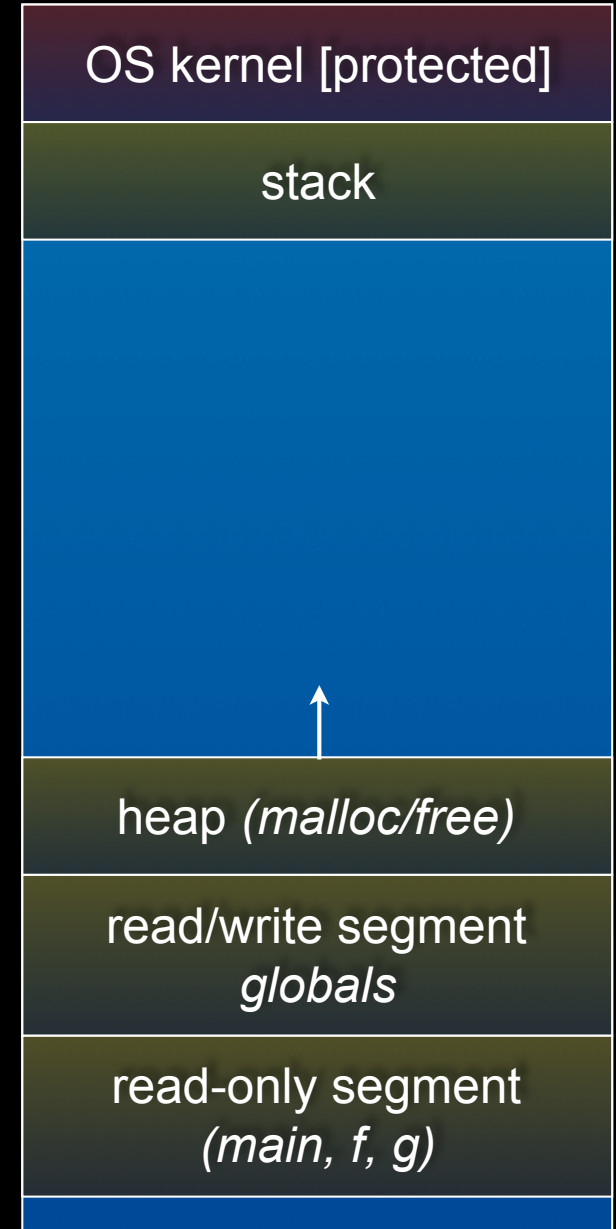 OS kernel [protected]
stack
heap (malloc/free)
read/write segment
globals
read-only segment
(main, f, g)